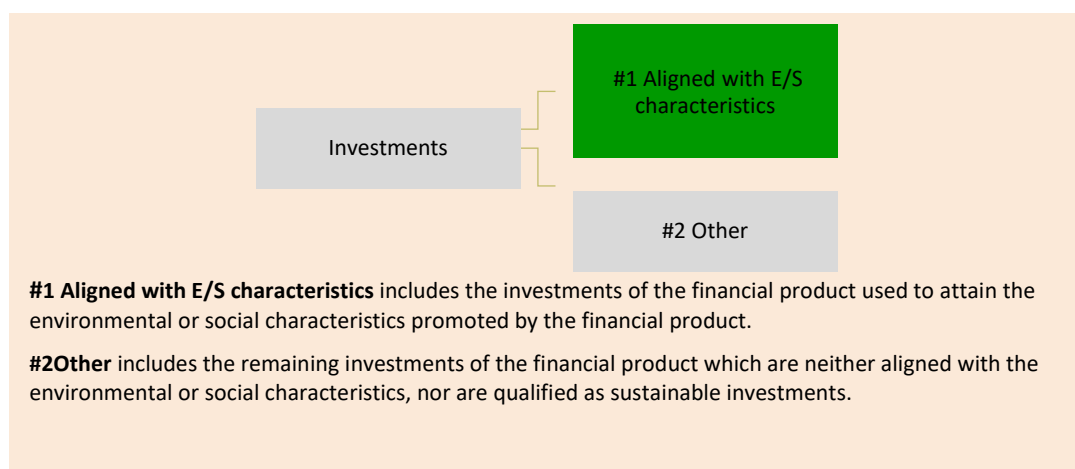 #1 Aligned with E/S
characteristics
Investments
#2 Other
#1 Aligned with E/S characteristics includes the investments of the financial product used to attain the
environmental or social characteristics promoted by the financial product.
#2Other includes the remaining investments of the financial product which are neither aligned with the
environmental or social characteristics, nor are qualified as sustainable investments.